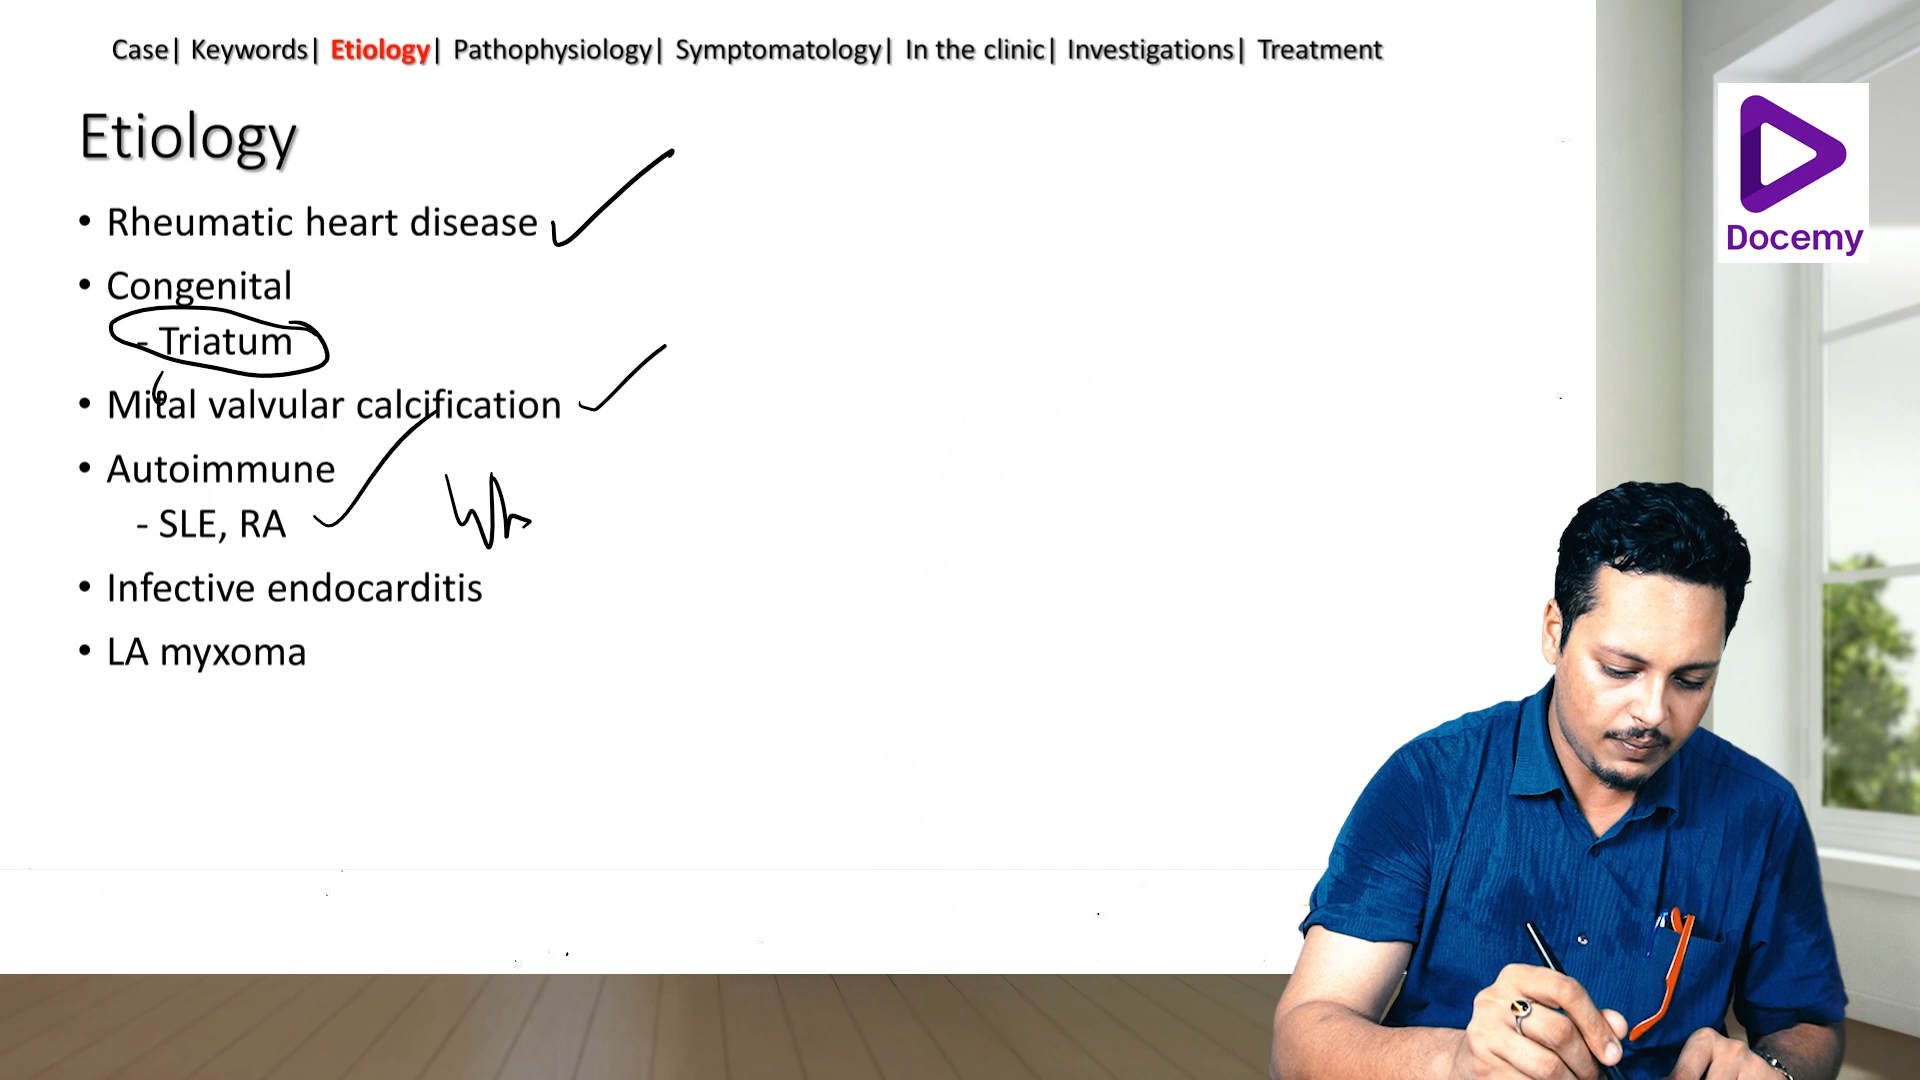 Case| Keywords| Etiology| Pathophysiology| Symptomatology| In the clinic| Investigations| Treatment
Docemy
Etiology
• Rheumatic heart disease
• Congenital
- Triatum
• Mital valvular calcification
• Autoimmune
- SLE, RA
• Infective endocarditis
• LA myxoma